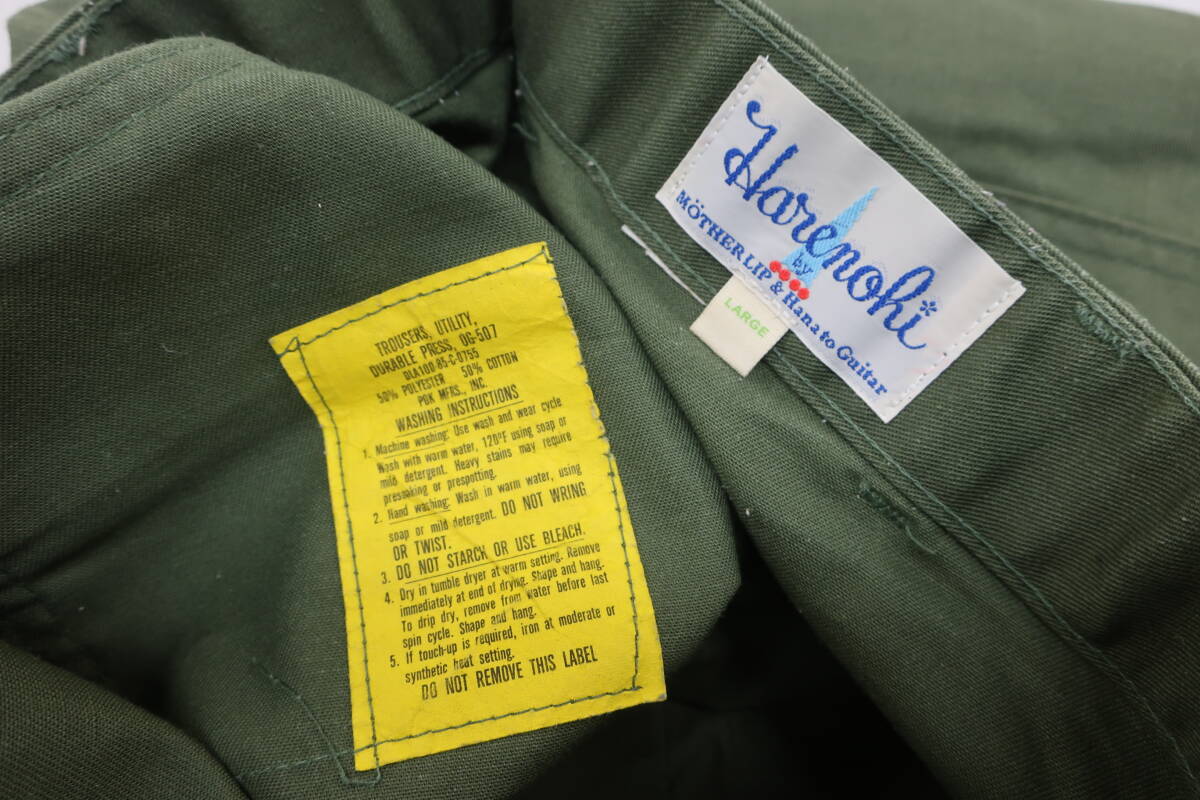 TROUSERS, UTILITY,
DURABLE PRESS, OG-507
DLA100-85-C-0755
50% POLYESTER 50% COTTON
PUK MFRS., INC.
WASHING INSTRUCTIONS
1. Machine washing: Use wash and wear cycle
Wash with warm water, 120°F using soap or
mild detergent. Heavy stains may require
presoaking or prespotting.
2. Hand washing: Wash in warm water, using
soap or mild detergent. DO NOT WRING
OR TWIST.
3. DO NOT STARCH OR USE BLEACH.
4. Dry in tumble dryer at warm setting. Remove
immediately at end of drying. Shape and hang.
To drip dry, remove from water before last
spin cycle. Shape and hang.
5. If touch-up is required, iron at moderate or
synthetic heat setting.
DO NOT REMOVE THIS LABEL
Harenohi
by
MÖTHER LIP & Hana to Guitar
LARGE